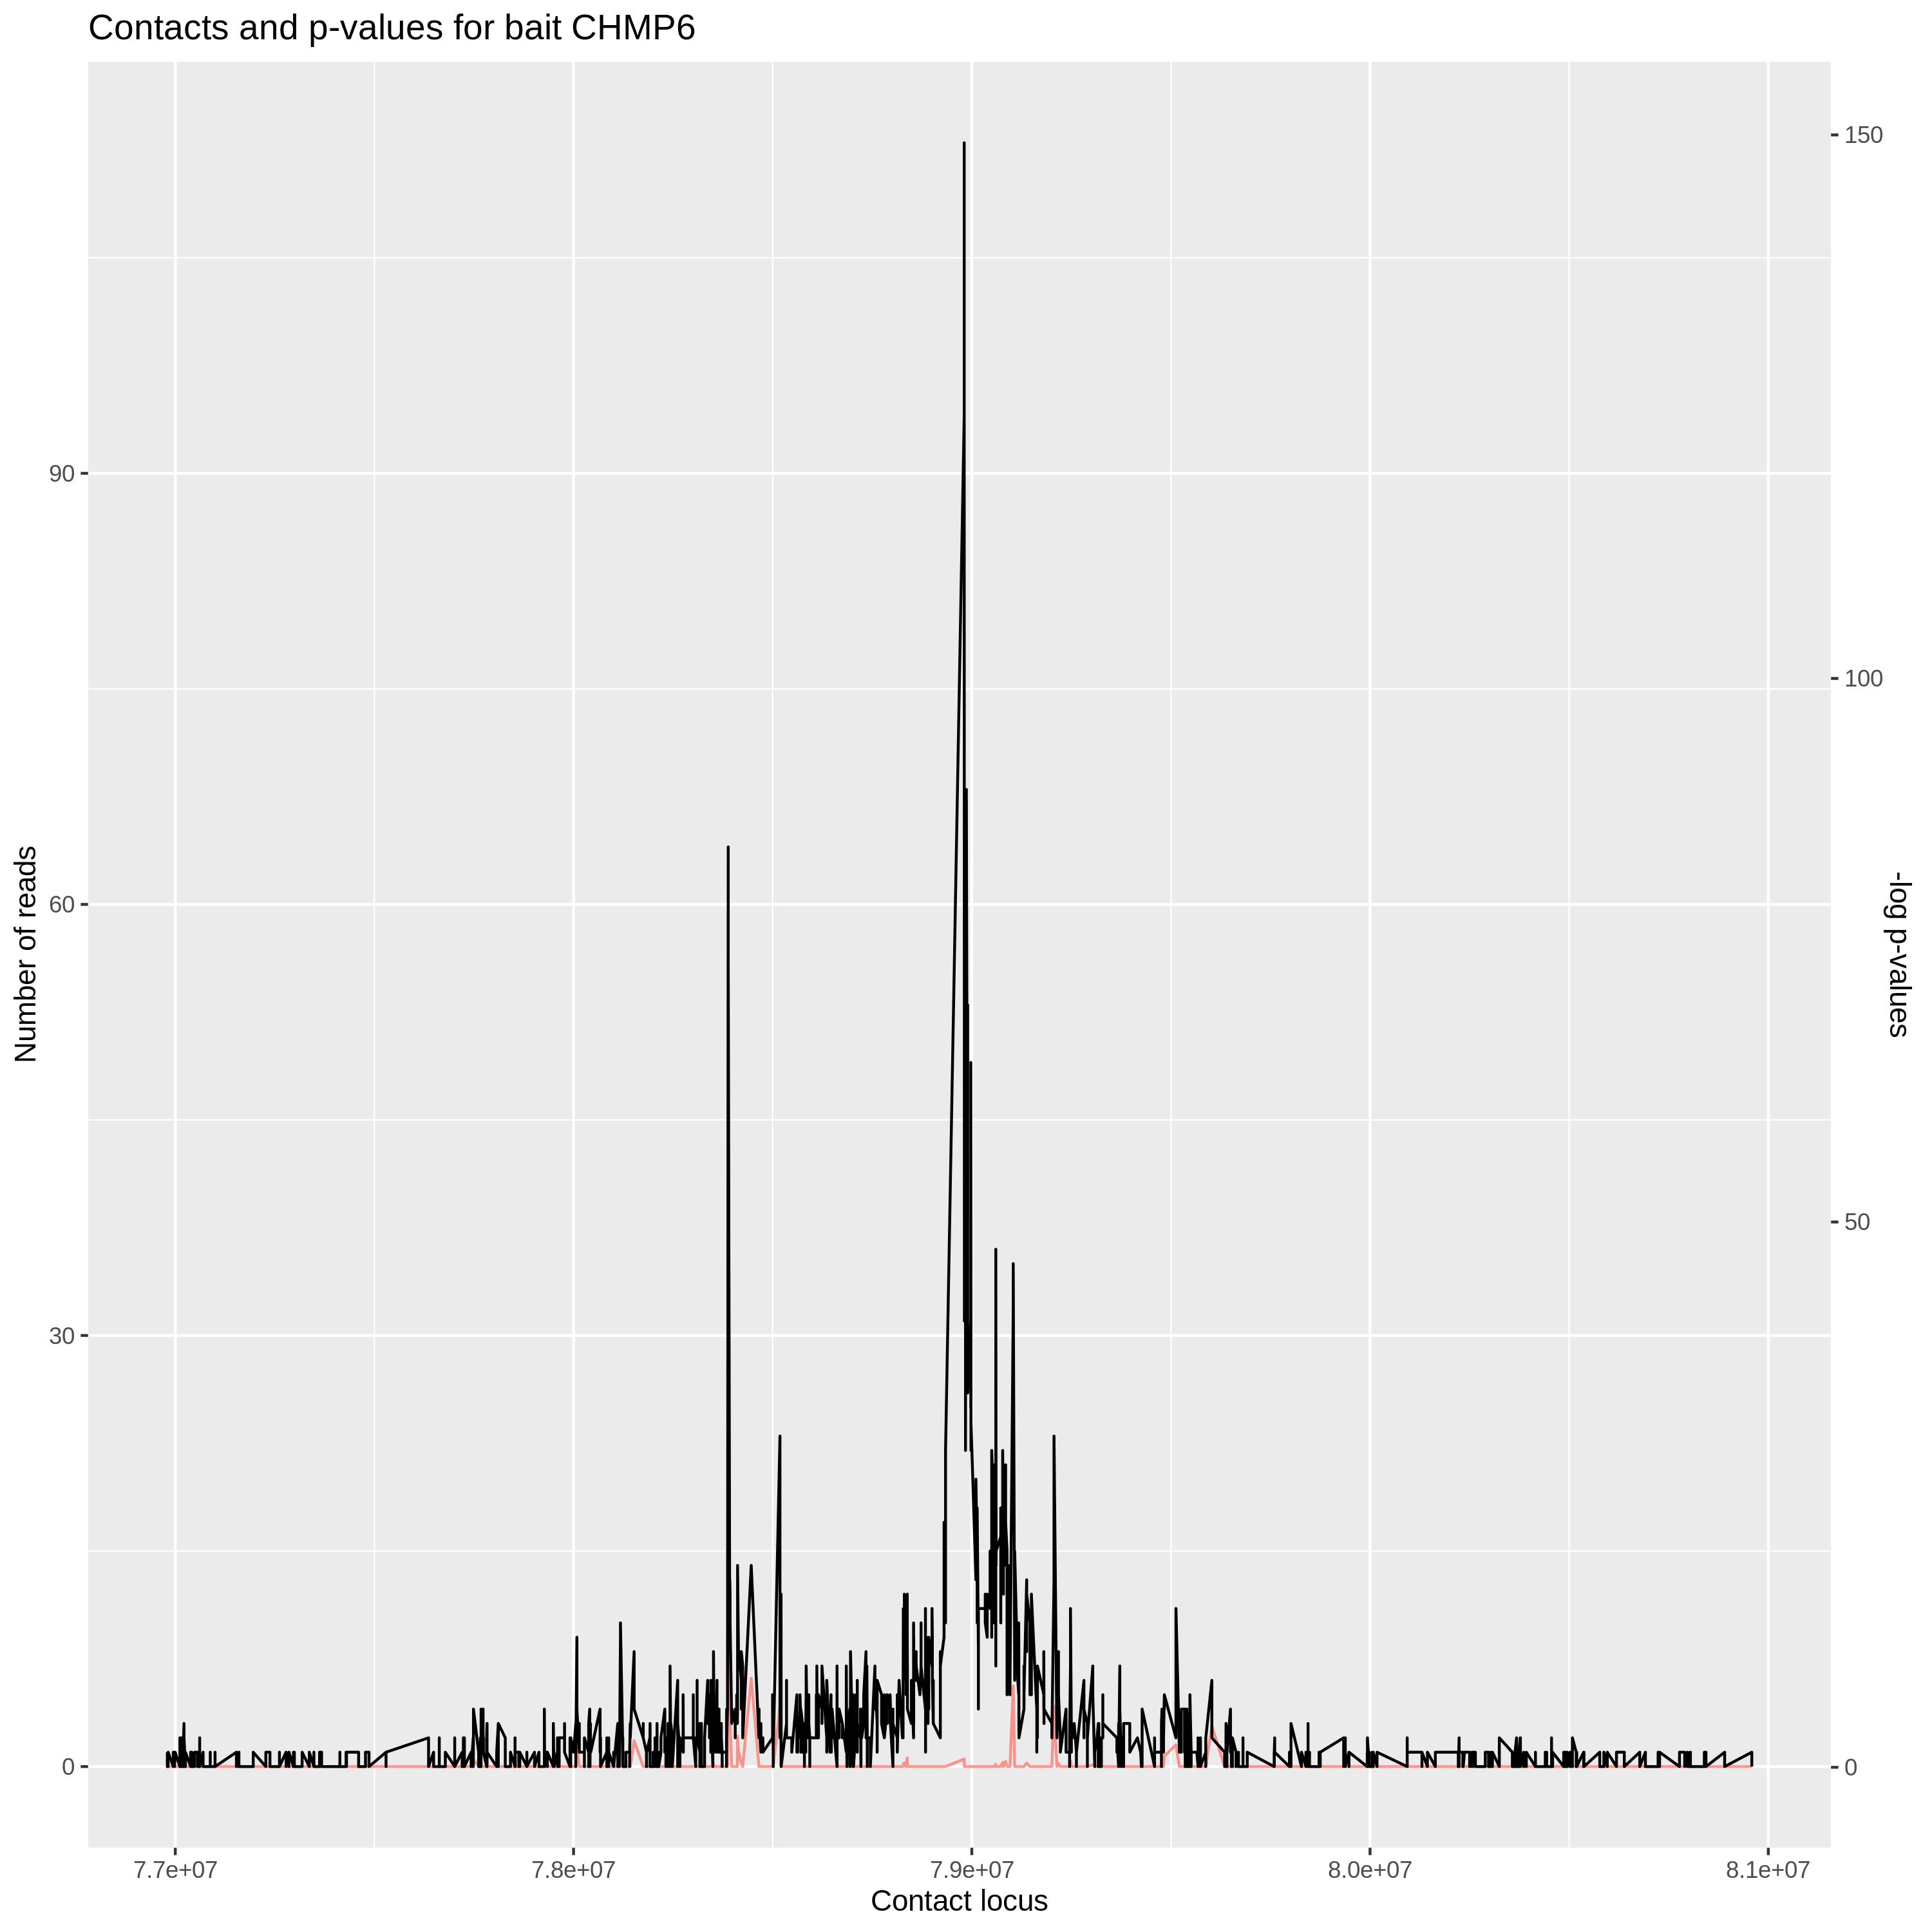 Contacts and p-values for bait CHMP6
Number of reads
90
60
30
0
150
100
50
0
-log p-values
7.7e+07 7.8e+07 7.9e+07 8.0e+07 8.1e+07
Contact locus